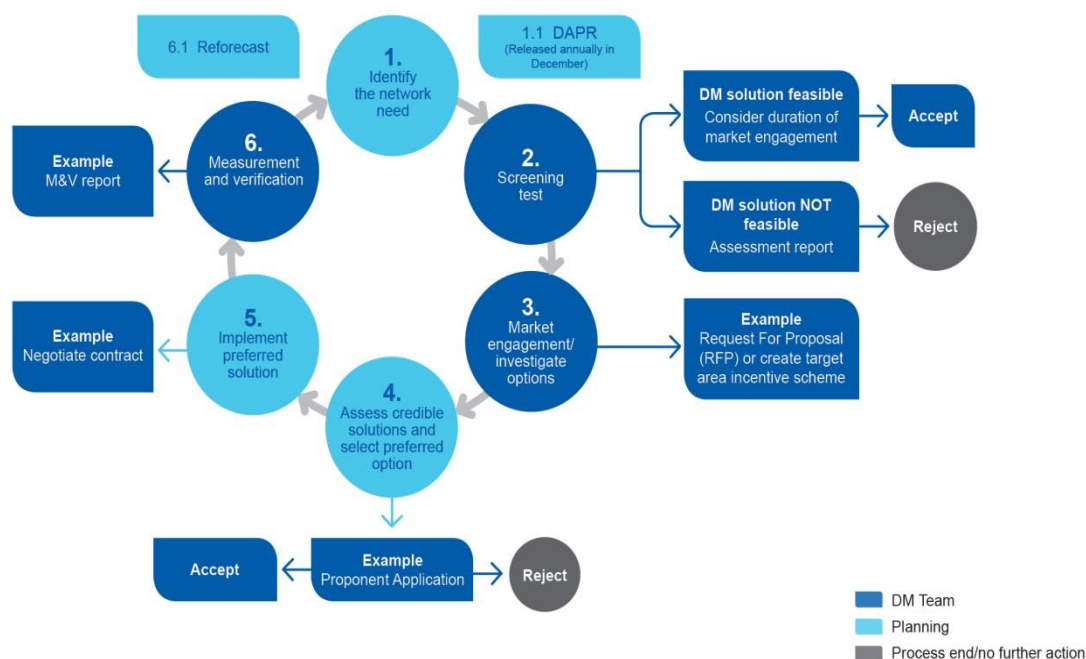 6.1 Reforecast
1.
Identify
the network
need
1.1 DAPR
(Released annually in
December)
DM solution feasible
Consider duration of
market engagement
Accept
6.
Measurement
and verification
Example
M&V report
2.
Screening
test
DM solution NOT
feasible
Assessment report
Reject
5.
Implement
preferred
solution
Example
Negotiate contract
3.
Market
engagement/
investigate
options
Example
Request For Proposal
(RFP) or create target
area incentive scheme
4.
Assess credible
solutions and
select preferred
option
Accept
Example
Proponent Application
Reject
DM Team
Planning
Process end/no further action